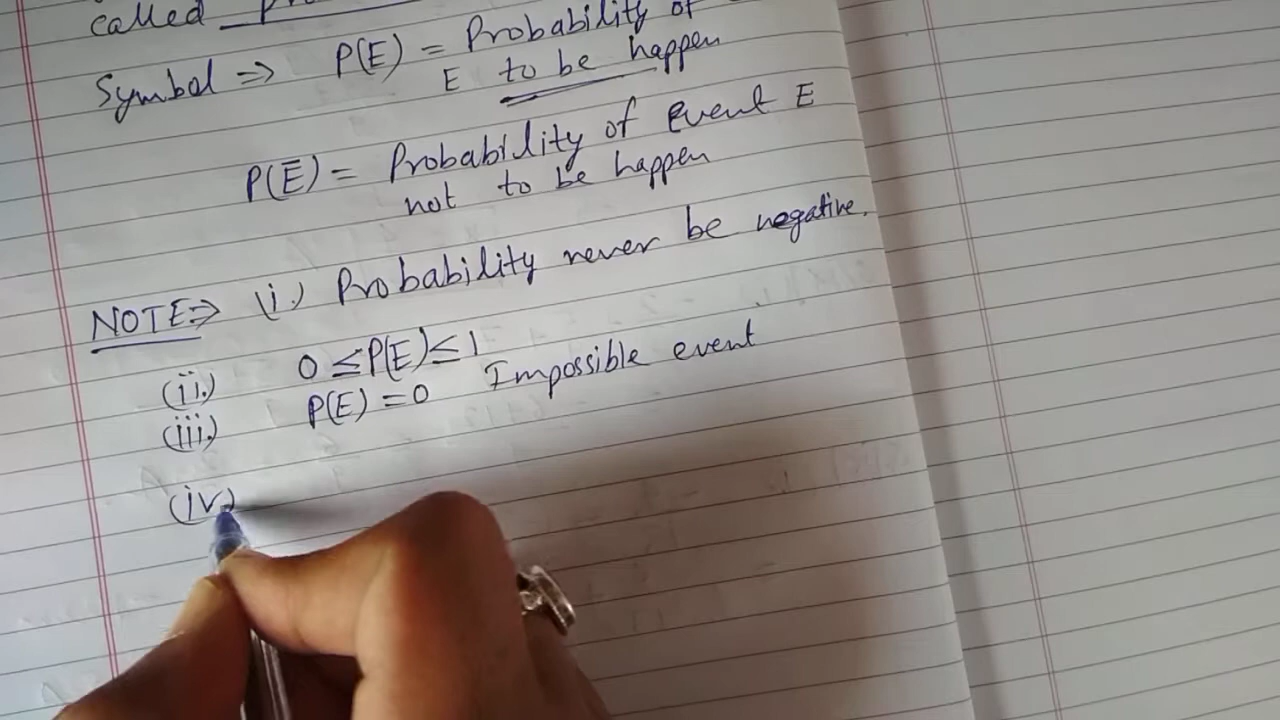 called
Symbol => P(E) = Probability of
E to be happen
P(Ē) = Probability of Event E
not to be happen
NOTE=> (i.) Probability never be negative.
(ii.) 0 ≤ P(E) ≤ 1
(iii.) P(E) = 0 Impossible event
(iv.)